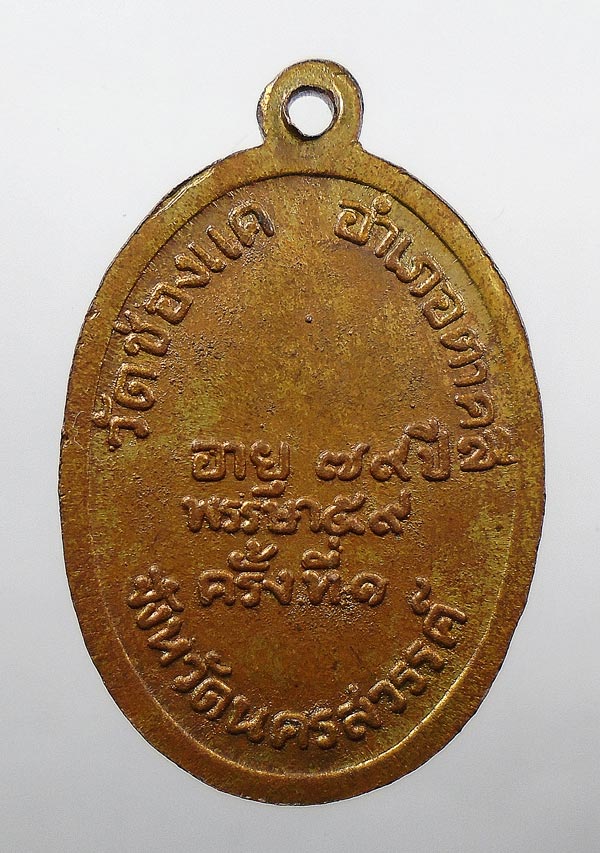 วัดช่องแค อำเภอตาคลี
อายุ ๗๙ปี
พรรษา๕๙
ครั้งที่๑
จังหวัดนครสวรรค์